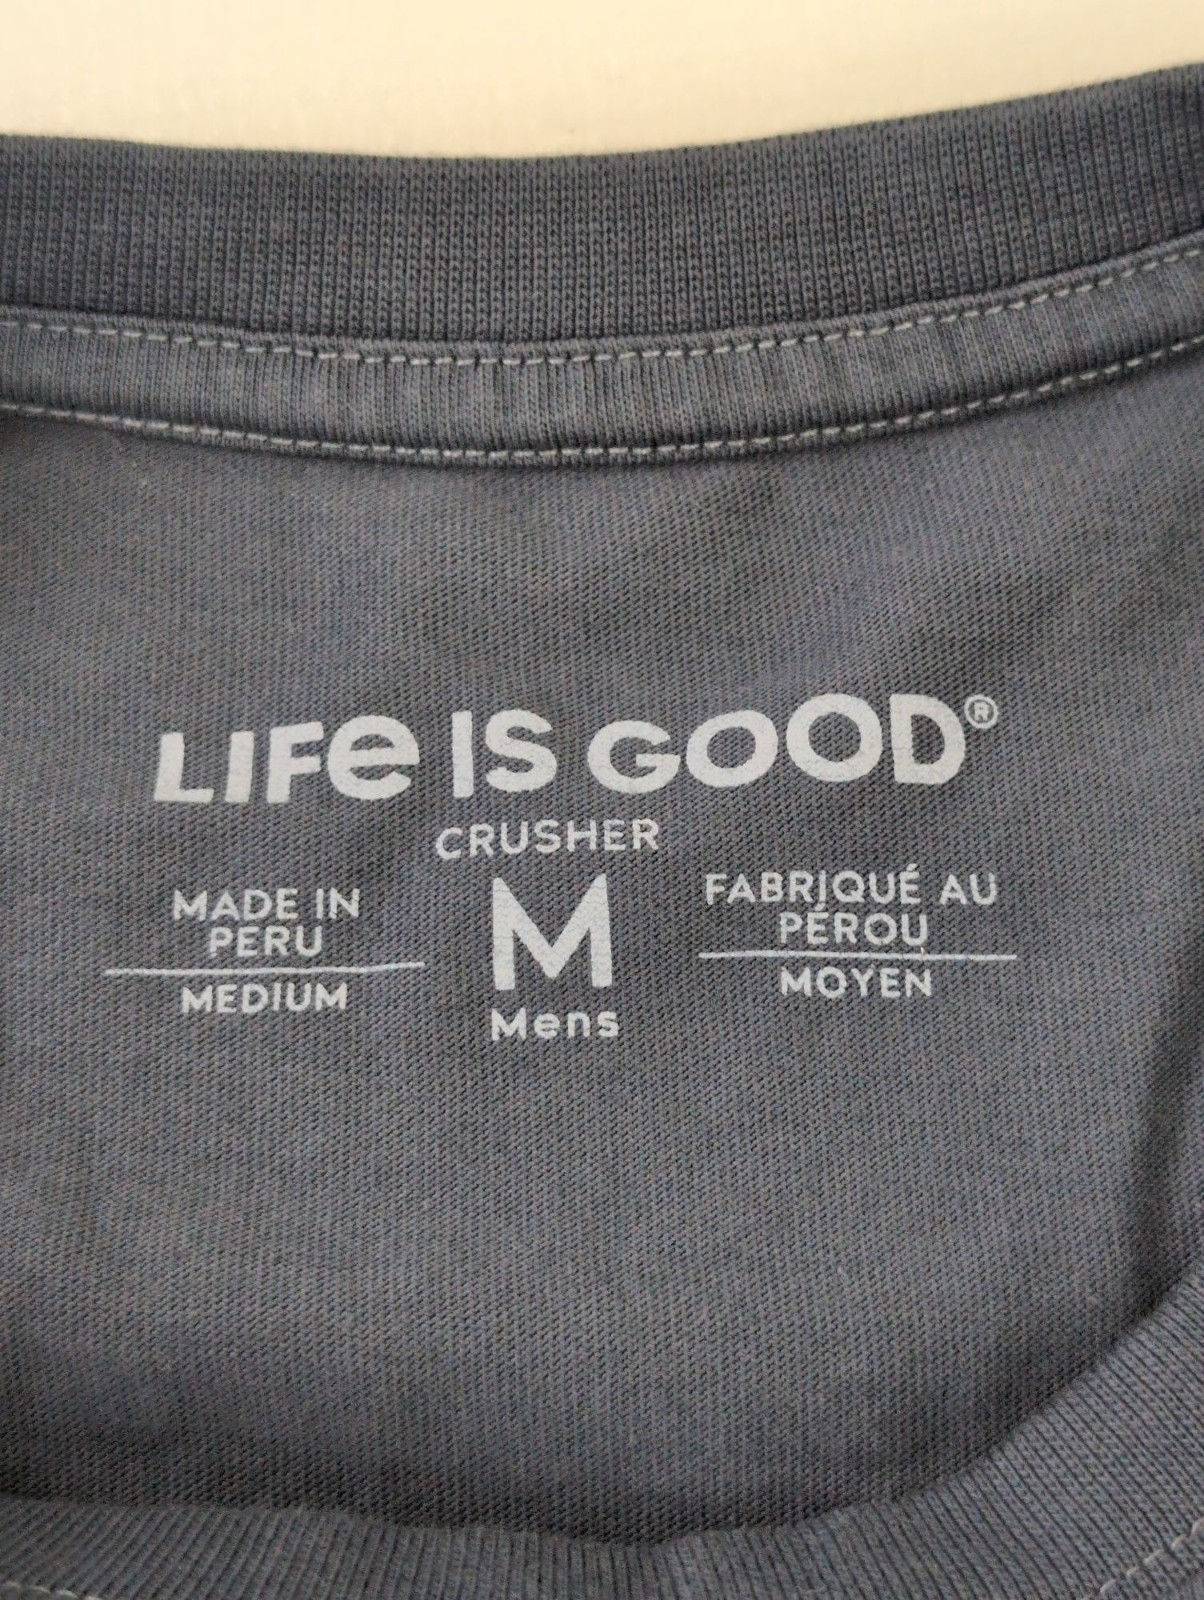 LIFe IS GOOD®
CRUSHER
MADE IN
PERU
MEDIUM
M
Mens
FABRIQUÉ AU
PÉROU
MOYEN